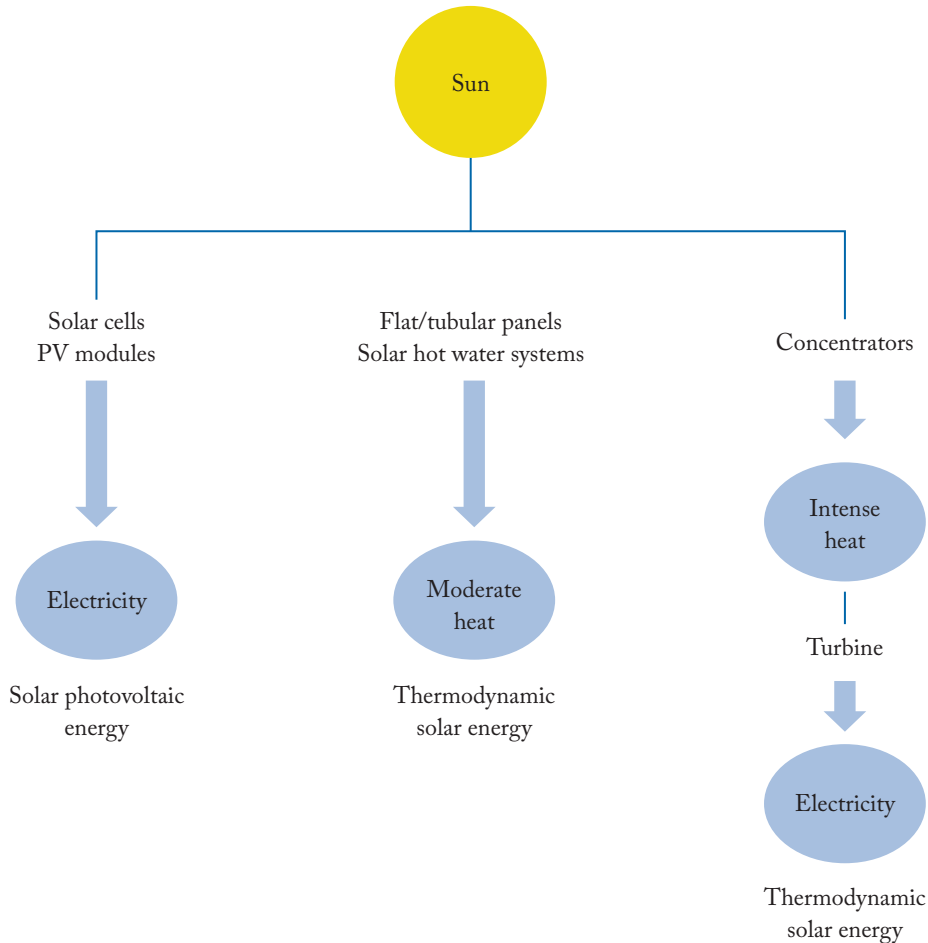 Sun
Solar cells
PV modules
Electricity
Solar photovoltaic
energy
Flat/tubular panels
Solar hot water systems
Moderate
heat
Thermodynamic
solar energy
Concentrators
Intense
heat
Turbine
Electricity
Thermodynamic
solar energy